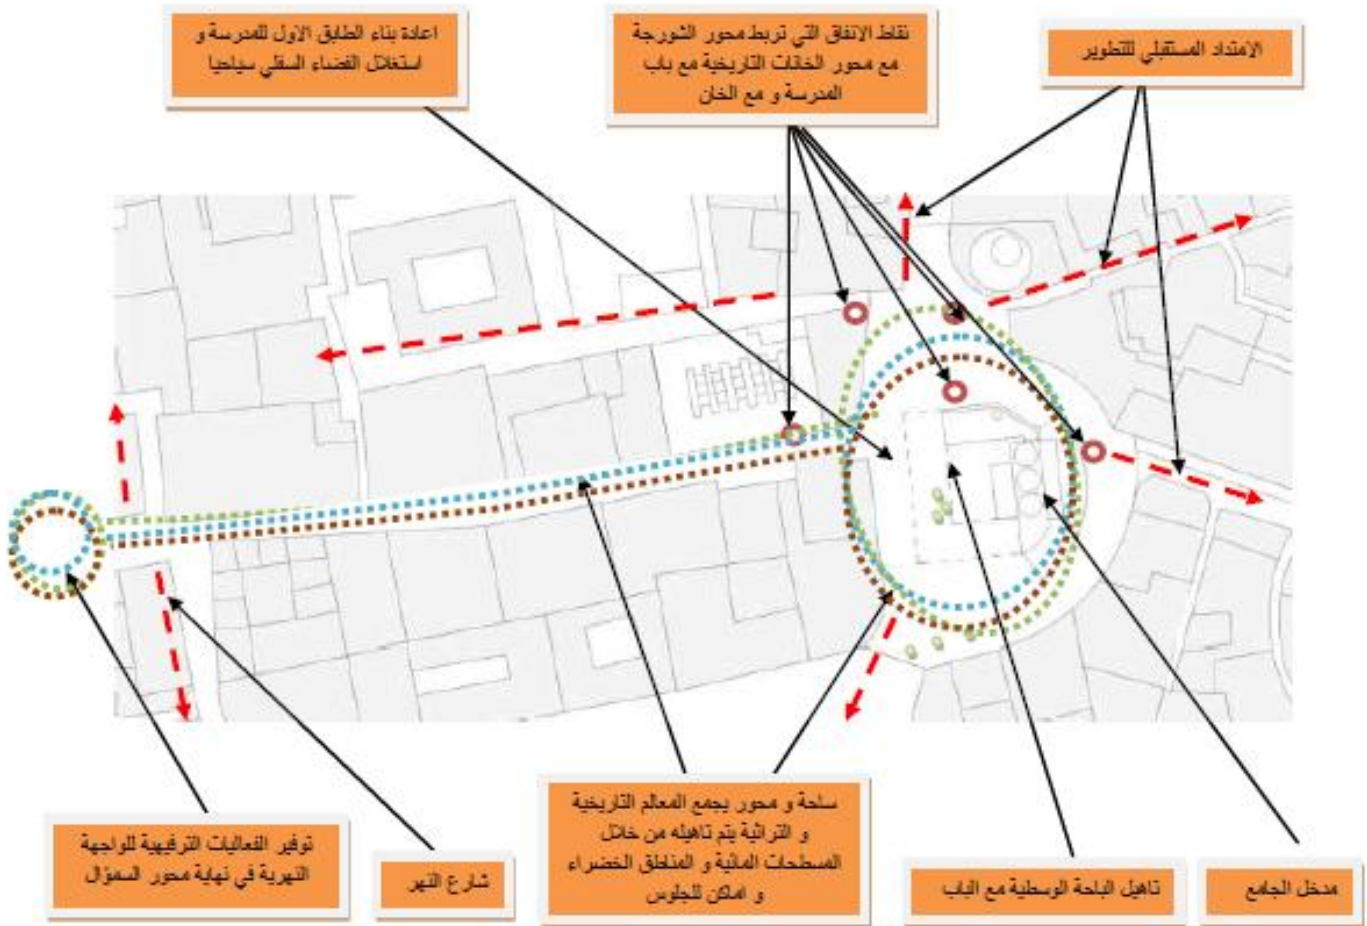 اعادة بناء الطابق الاول للمدرسة و
استغلال الفضاء السفلي سياحيا
نقاط الانفاق التي تربط محور الشورجة
مع محور الخانات التاريخية مع باب
المدرسة و مع الخان
الامتداد المستقبلي للتطوير
توفير الفعاليات الترفيهية للواجهة
النهرية في نهاية محور السموال
شارع النهر
ساحة و محور يجمع المعالم التاريخية
و التراثية يتم تاهيله من خلال
المسطحات المائية و المناطق الخضراء
و اماكن للجلوس
تاهيل الباحة الوسطية مع الباب
مدخل الجامع